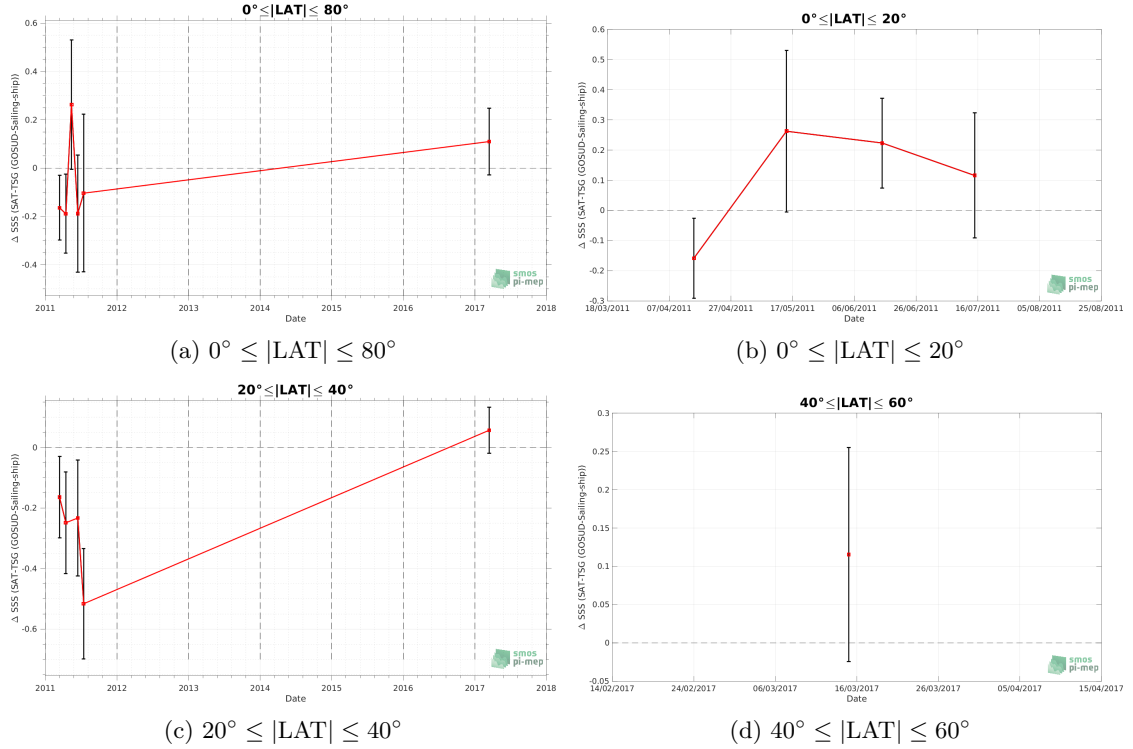 0°≤|LAT|≤ 80°
Δ SSS (SAT-TSG (GOSUD-Sailing-ship))
0.6
0.4
0.2
0
-0.2
-0.4
2011 2012 2013 2014 2015 2016 2017 2018
Date
smos
pi-mep
(a) 0° ≤ |LAT| ≤ 80°
0°≤|LAT|≤ 20°
Δ SSS (SAT-TSG (GOSUD-Sailing-ship))
0.6
0.5
0.4
0.3
0.2
0.1
0
-0.1
-0.2
-0.3
18/03/2011 07/04/2011 27/04/2011 17/05/2011 06/06/2011 26/06/2011 16/07/2011 05/08/2011 25/08/2011
Date
smos
pi-mep
(b) 0° ≤ |LAT| ≤ 20°
20°≤|LAT|≤ 40°
Δ SSS (SAT-TSG (GOSUD-Sailing-ship))
0
-0.2
-0.4
-0.6
2011 2012 2013 2014 2015 2016 2017 2018
Date
smos
pi-mep
(c) 20° ≤ |LAT| ≤ 40°
40°≤|LAT|≤ 60°
Δ SSS (SAT-TSG (GOSUD-Sailing-ship))
0.3
0.25
0.2
0.15
0.1
0.05
0
-0.05
14/02/2017 24/02/2017 06/03/2017 16/03/2017 26/03/2017 05/04/2017 15/04/2017
Date
smos
pi-mep
(d) 40° ≤ |LAT| ≤ 60°